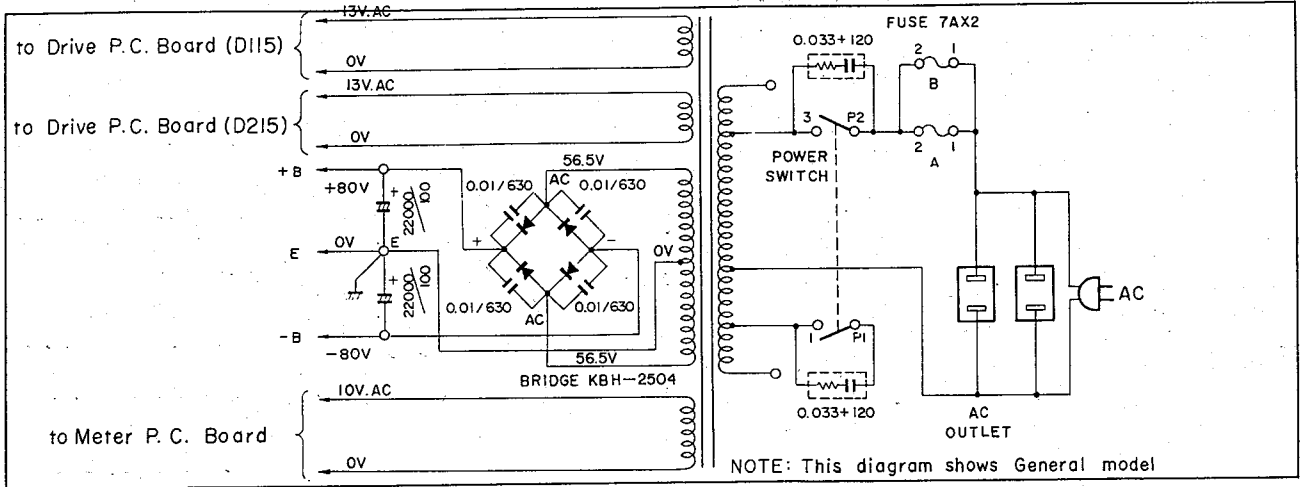 13V.AC
to Drive P.C. Board (D115)
0V
13V.AC
to Drive P.C. Board (D215)
0V
+B
+80V
+
22000/100
E
0V
E
+
22000/100
-B
-80V
56.5V
AC
0.01/630
0.01/630
+
-
0V
0.01/630
0.01/630
AC
56.5V
BRIDGE KBH-2504
10V.AC
to Meter P.C. Board
0V
FUSE 7AX2
0.033+120
2
1
B
3
P2
2
1
A
POWER
SWITCH
1
P1
0.033+120
AC
AC
OUTLET
NOTE: This diagram shows General model